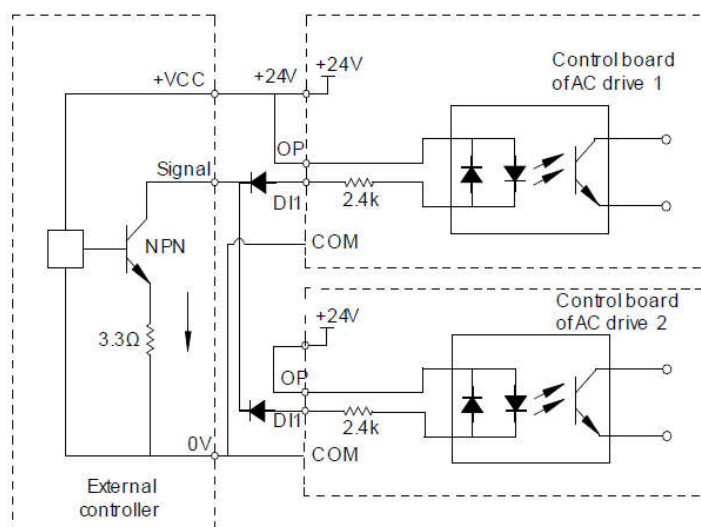 +VCC
+24V
+24V
Control board
of AC drive 1
OP
Signal
DI1
2.4k
NPN
COM
3.3Ω
+24V
Control board
of AC drive 2
OP
DI1
2.4k
0V
COM
External
controller